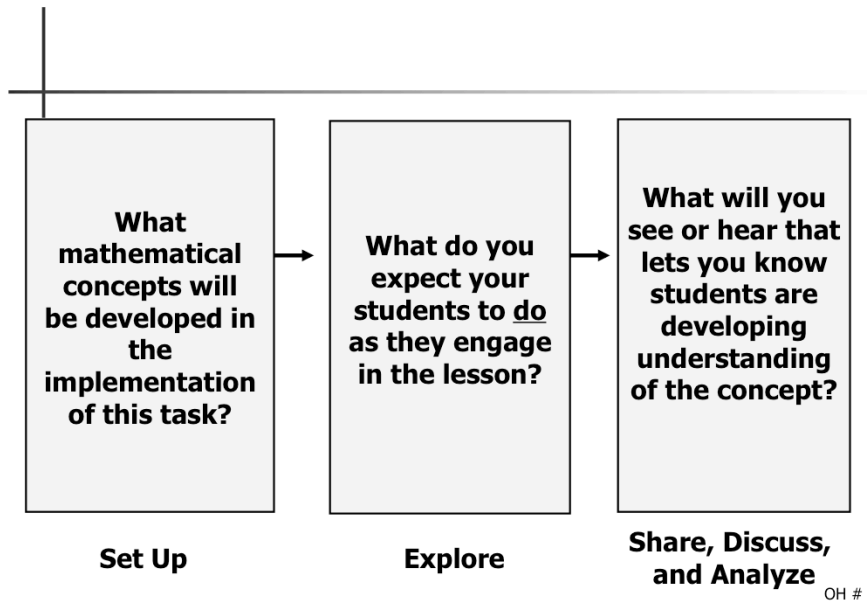 What
mathematical
concepts will
be developed in
the
implementation
of this task?
What do you
expect your
students to do
as they engage
in the lesson?
What will you
see or hear that
lets you know
students are
developing
understanding
of the concept?
Set Up
Explore
Share, Discuss,
and Analyze
OH #